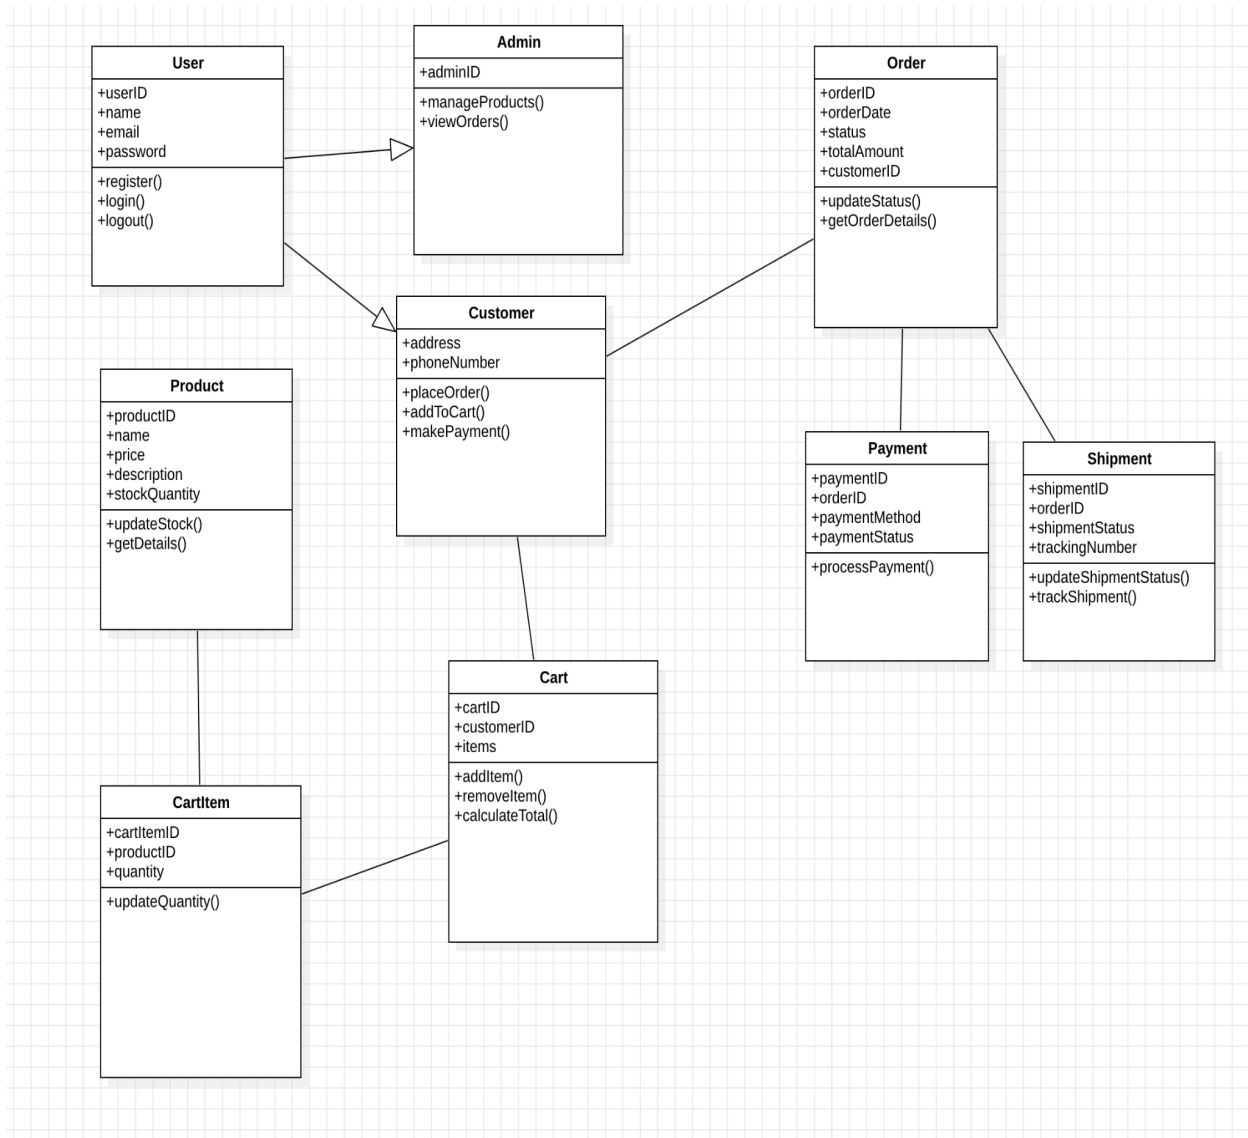 User
+userID
+name
+email
+password
+register()
+login()
+logout()
Admin
+adminID
+manageProducts()
+viewOrders()
Order
+orderID
+orderDate
+status
+totalAmount
+customerID
+updateStatus()
+getOrderDetails()
Customer
+address
+phoneNumber
+placeOrder()
+addToCart()
+makePayment()
Product
+productID
+name
+price
+description
+stockQuantity
+updateStock()
+getDetails()
Payment
+paymentID
+orderID
+paymentMethod
+paymentStatus
+processPayment()
Shipment
+shipmentID
+orderID
+shipmentStatus
+trackingNumber
+updateShipmentStatus()
+trackShipment()
Cart
+cartID
+customerID
+items
+addItem()
+removeItem()
+calculateTotal()
CartItem
+cartItemID
+productID
+quantity
+updateQuantity()